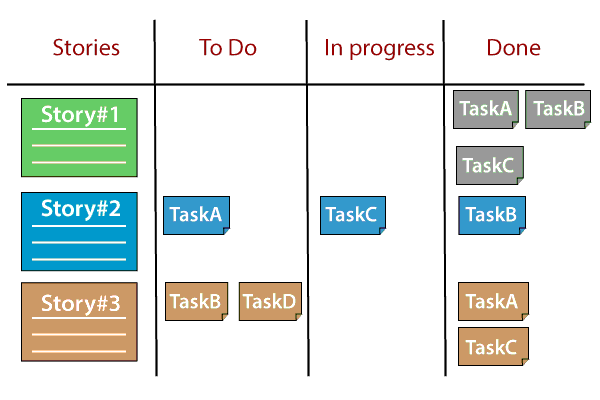 Stories To Do In progress Done
Story#1 TaskA TaskB
TaskC
Story#2 TaskA TaskC TaskB
Story#3 TaskB TaskD TaskA
TaskC